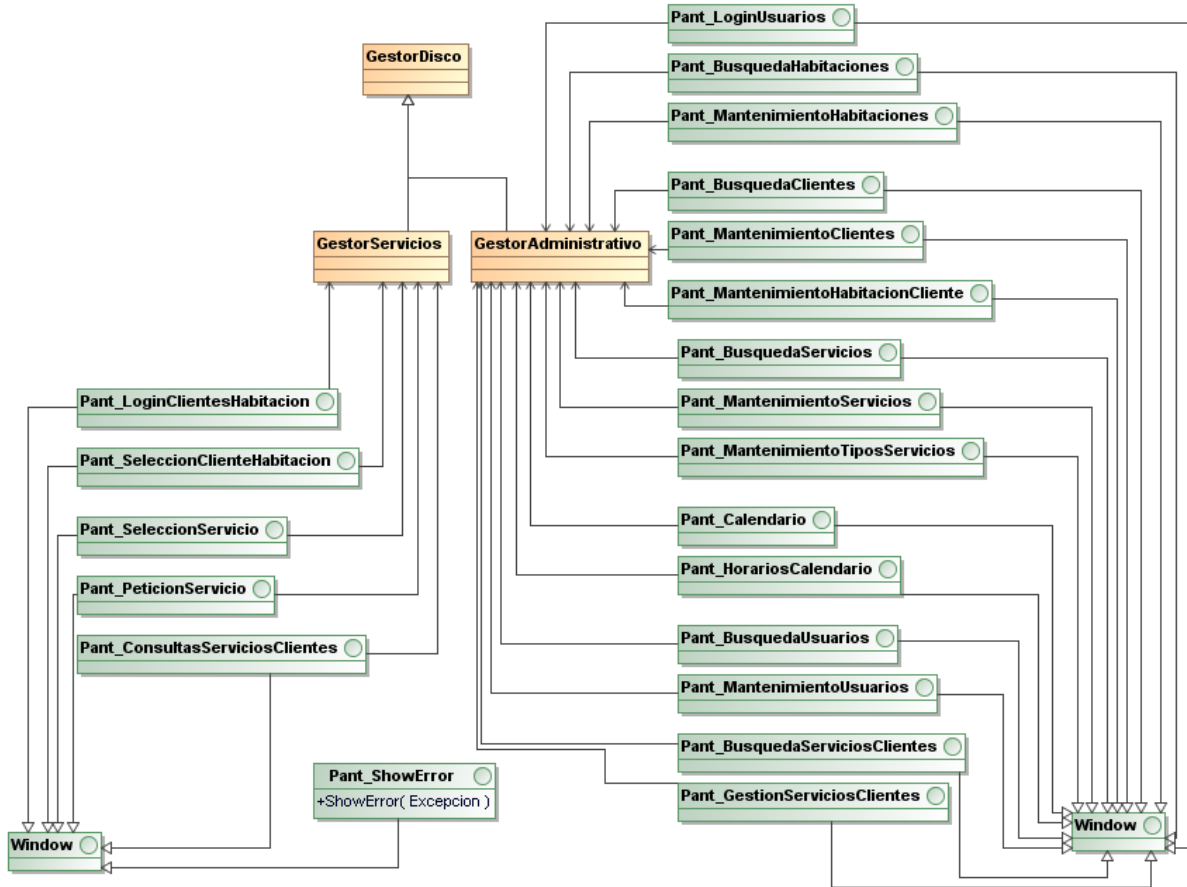 Pant_LoginUsuarios
GestorDisco
Pant_BusquedaHabitaciones
Pant_MantenimientoHabitaciones
Pant_BusquedaClientes
GestorServicios
GestorAdministrativo
Pant_MantenimientoClientes
Pant_MantenimientoHabitacionCliente
Pant_BusquedaServicios
Pant_LoginClientesHabitacion
Pant_MantenimientoServicios
Pant_SeleccionClienteHabitacion
Pant_MantenimientoTiposServicios
Pant_SeleccionServicio
Pant_Calendario
Pant_PeticionServicio
Pant_HorariosCalendario
Pant_ConsultasServiciosClientes
Pant_BusquedaUsuarios
Pant_MantenimientoUsuarios
Pant_BusquedaServiciosClientes
Pant_ShowError
+ShowError( Excepcion )
Pant_GestionServiciosClientes
Window
Window